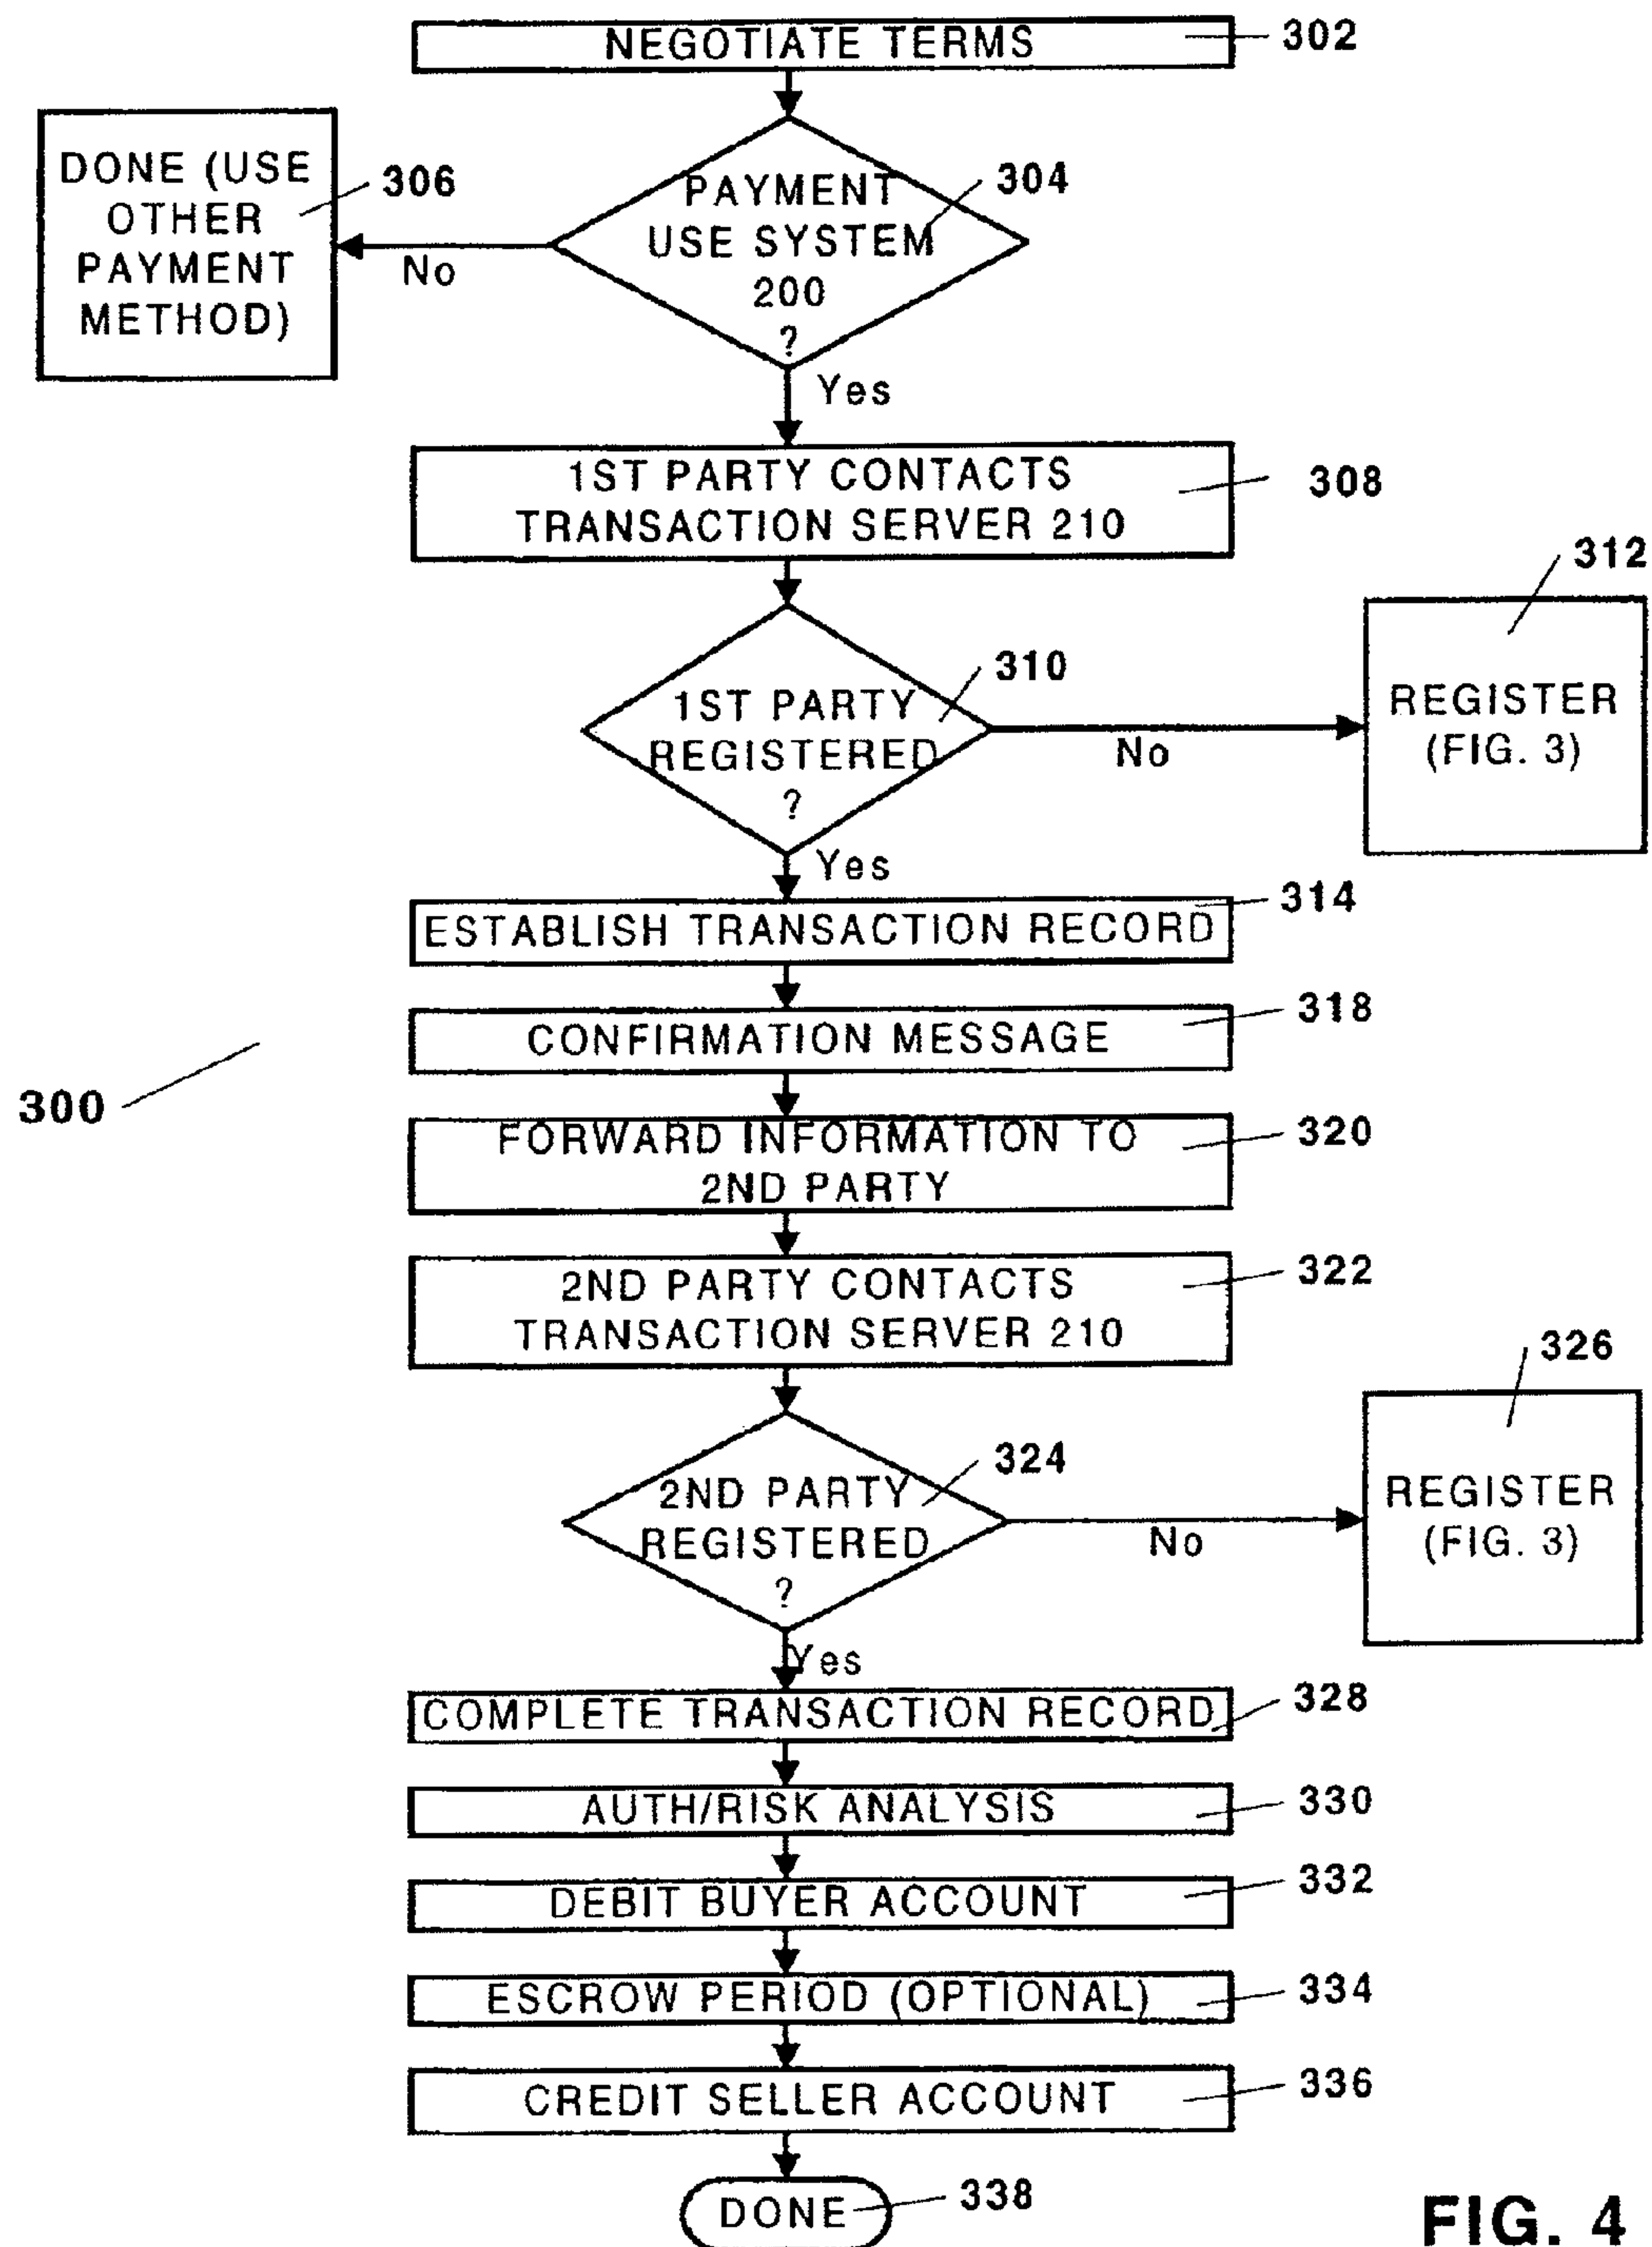 NEGOTIATE TERMS
302
DONE (USE
OTHER
PAYMENT
METHOD)
306
PAYMENT
USE SYSTEM
200
?
304
No
Yes
1ST PARTY CONTACTS
TRANSACTION SERVER 210
308
312
1ST PARTY
REGISTERED
?
310
No
REGISTER
(FIG. 3)
Yes
ESTABLISH TRANSACTION RECORD
314
CONFIRMATION MESSAGE
318
300
FORWARD INFORMATION TO
2ND PARTY
320
2ND PARTY CONTACTS
TRANSACTION SERVER 210
322
326
2ND PARTY
REGISTERED
?
324
No
REGISTER
(FIG. 3)
Yes
COMPLETE TRANSACTION RECORD
328
AUTH/RISK ANALYSIS
330
DEBIT BUYER ACCOUNT
332
ESCROW PERIOD (OPTIONAL)
334
CREDIT SELLER ACCOUNT
336
DONE
338
FIG. 4